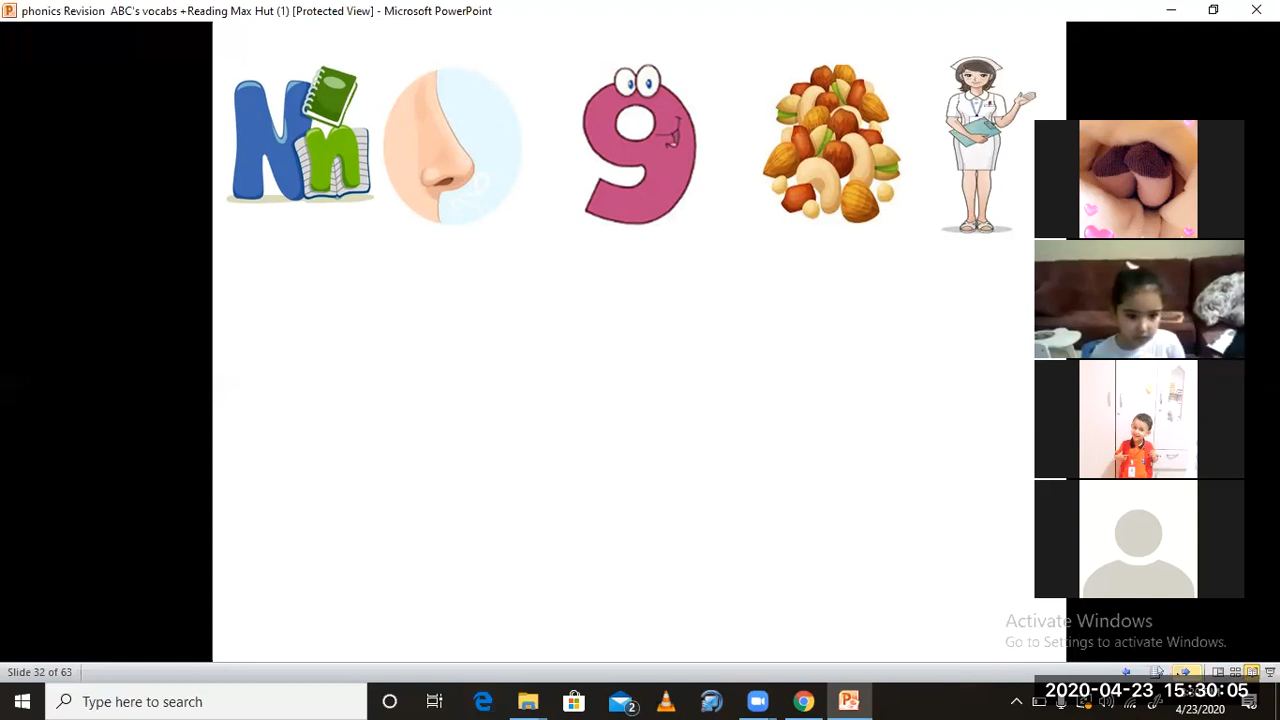 phonics Revision ABC's vocabs +Reading Max Hut (1) [Protected View] - Microsoft PowerPoint
N n
9
Activate Windows
Go to Settings to activate Windows.
Slide 32 of 63
Type here to search
2
2020-04-23 15:30:05
4/23/2020